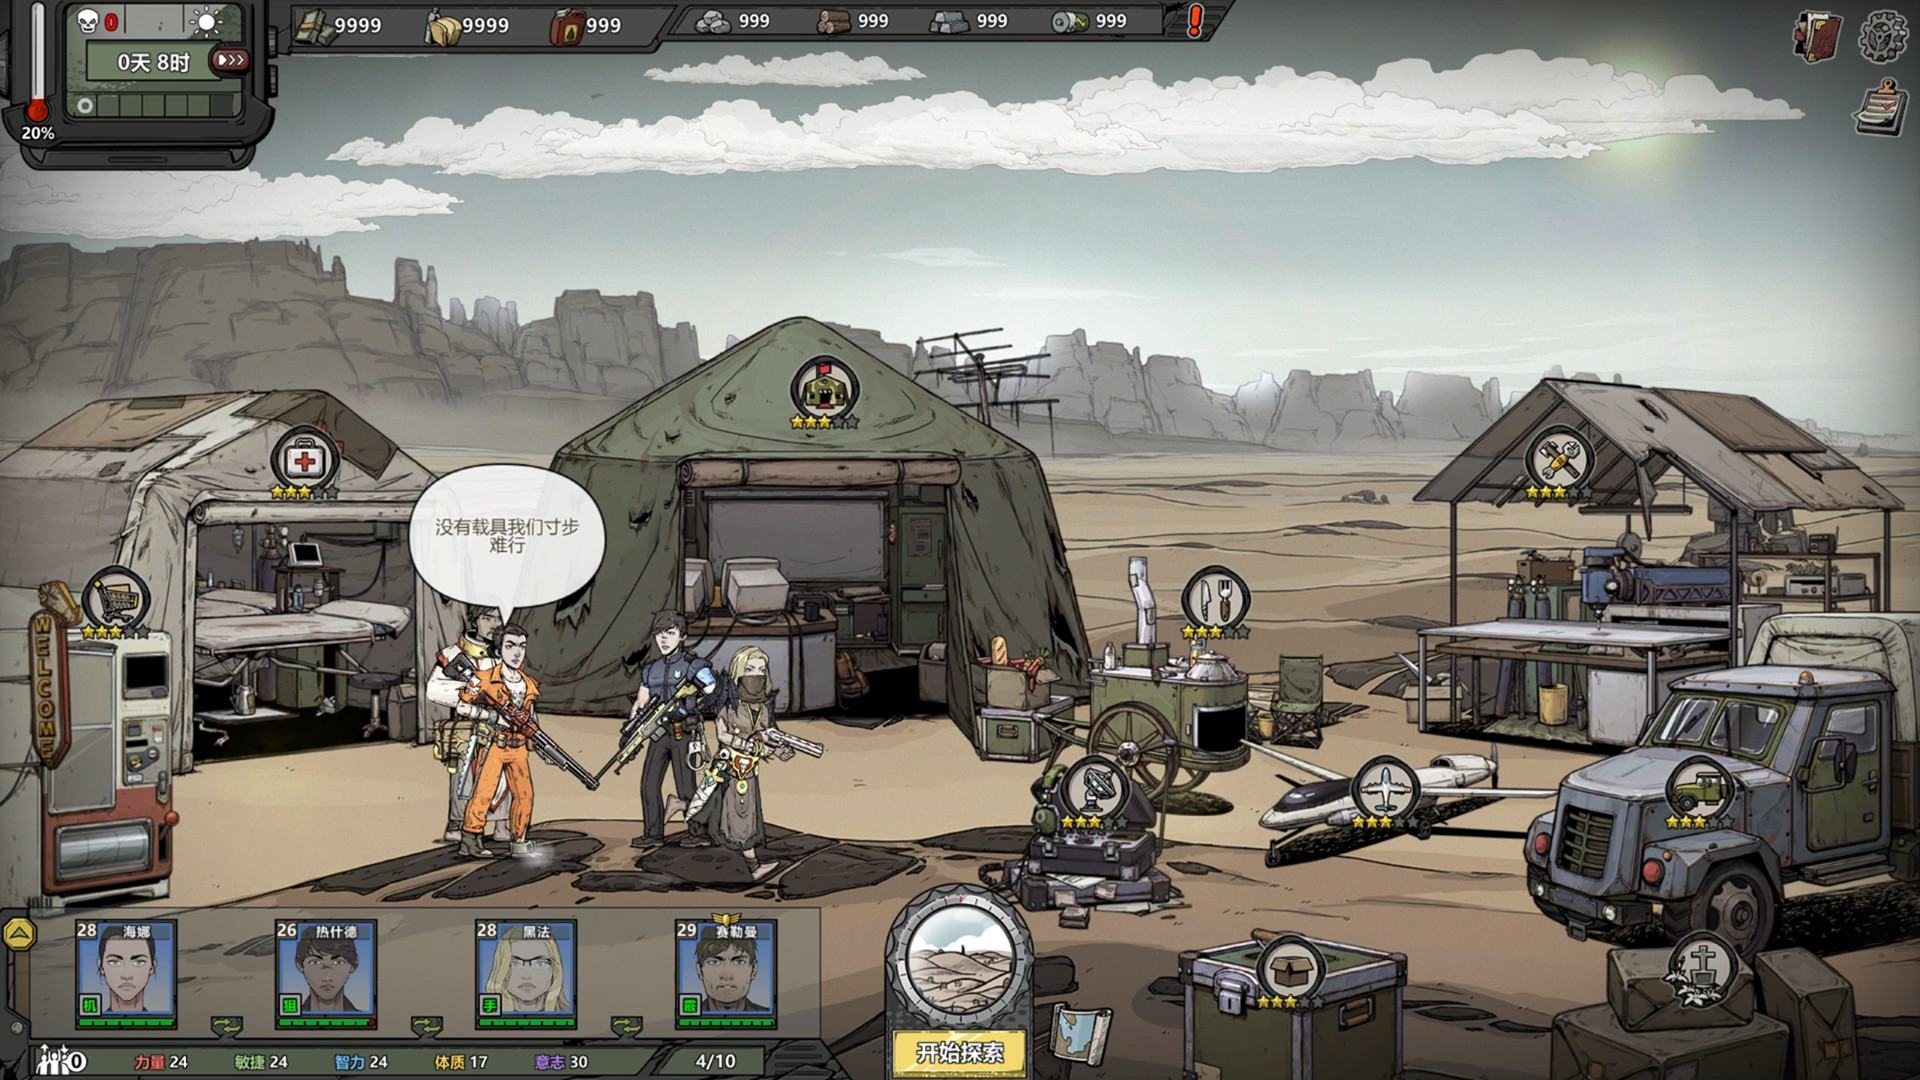 0
0天 8时
20%
9999
9999
999
999
999
999
999
没有载具我们寸步
难行
WELCOME
28 海娜
机
26 热什德
狙
28 黑法
手
29 赛勒曼
霰
0
力量 24
敏捷 24
智力 24
体质 17
意志 30
4/10
开始探索